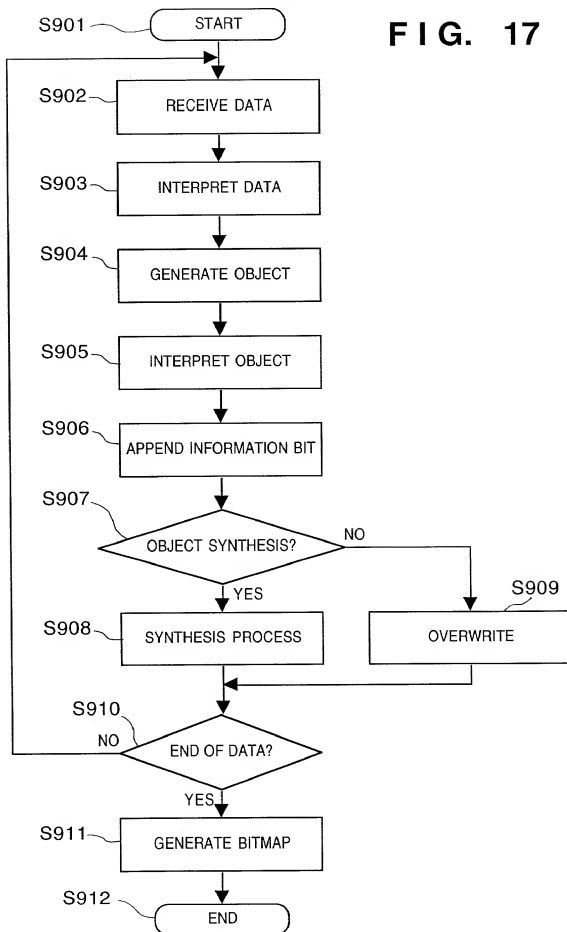 FIG. 17
S901
START
S902
RECEIVE DATA
S903
INTERPRET DATA
S904
GENERATE OBJECT
S905
INTERPRET OBJECT
S906
APPEND INFORMATION BIT
S907
OBJECT SYNTHESIS?
NO
YES
S908
SYNTHESIS PROCESS
S909
OVERWRITE
S910
NO
END OF DATA?
YES
S911
GENERATE BITMAP
S912
END